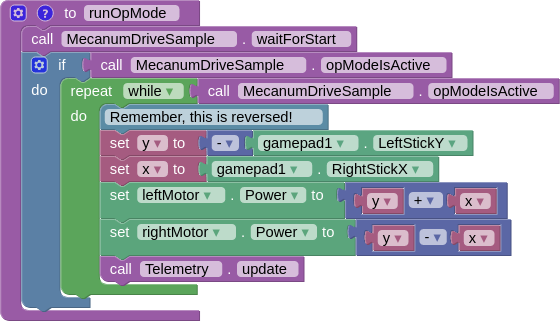 ? to runOpMode
call MecanumDriveSample . waitForStart
if call MecanumDriveSample . opModeIsActive
do repeat while call MecanumDriveSample . opModeIsActive
do Remember, this is reversed!
set y to - gamepad1 . LeftStickY
set x to gamepad1 . RightStickX
set leftMotor . Power to y + x
set rightMotor . Power to y - x
call Telemetry . update